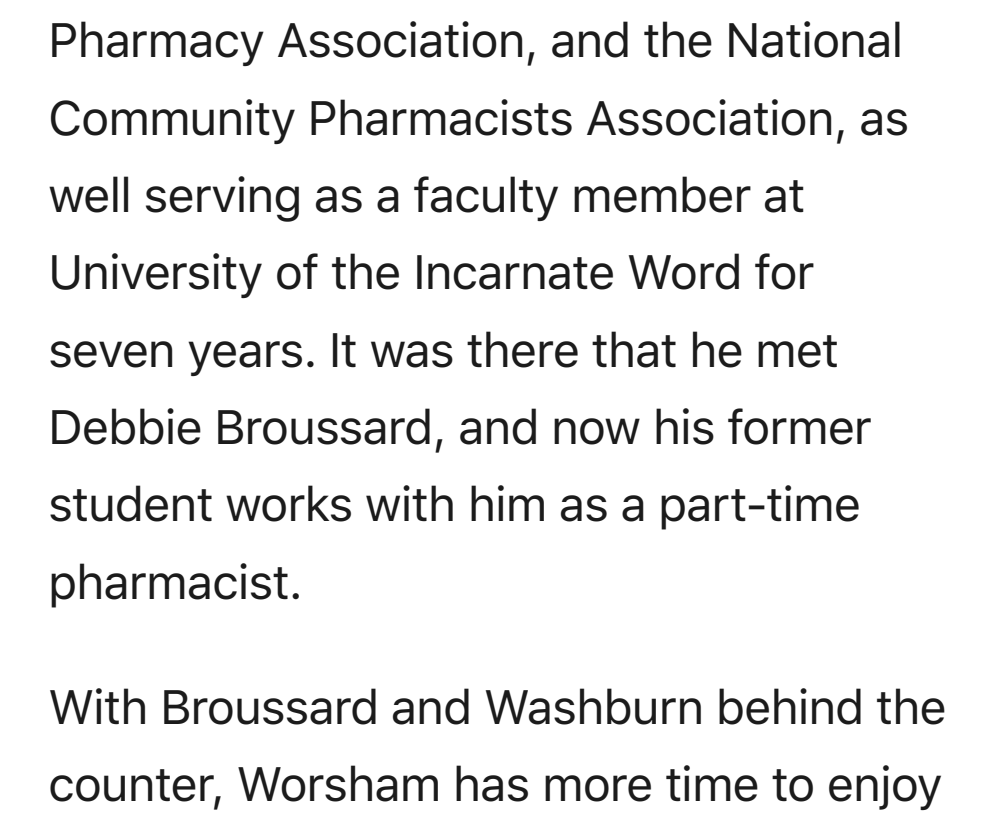 Pharmacy Association, and the National
Community Pharmacists Association, as
well serving as a faculty member at
University of the Incarnate Word for
seven years. It was there that he met
Debbie Broussard, and now his former
student works with him as a part-time
pharmacist.
With Broussard and Washburn behind the
counter, Worsham has more time to enjoy